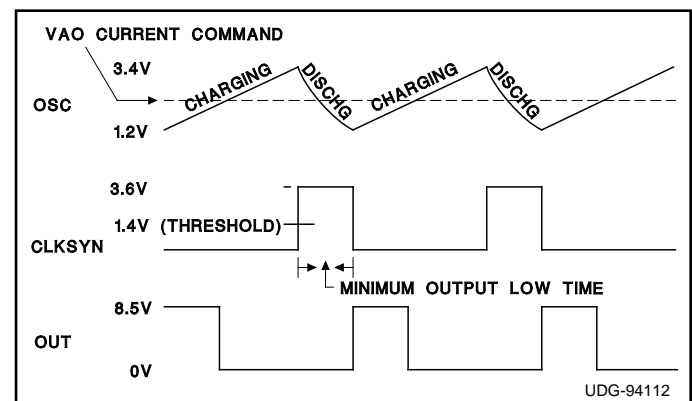 VAO CURRENT COMMAND
3.4V
OSC
1.2V
CHARGING
DISCHG
CHARGING
DISCHG
3.6V
1.4V (THRESHOLD)
CLKSYN
MINIMUM OUTPUT LOW TIME
8.5V
OUT
0V
UDG-94112